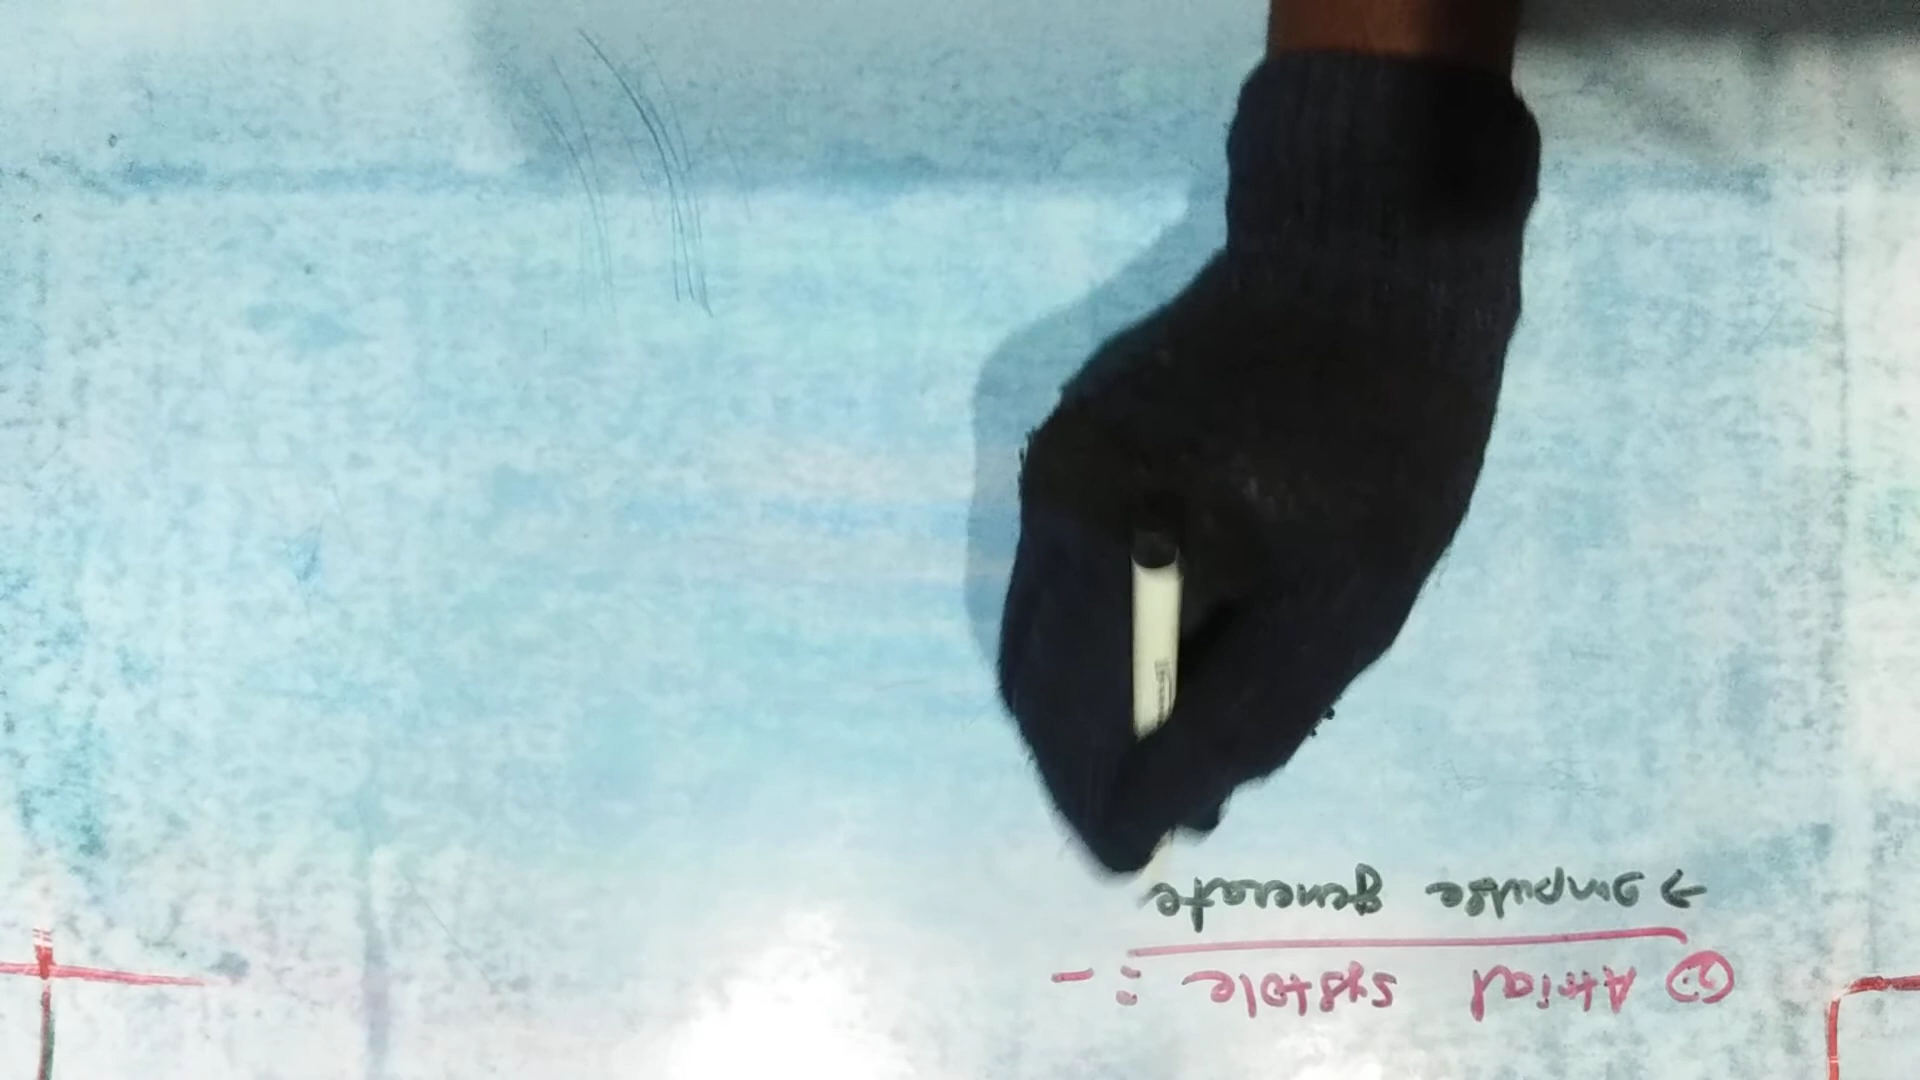 ② Atrial systole :-
→ impulse generate